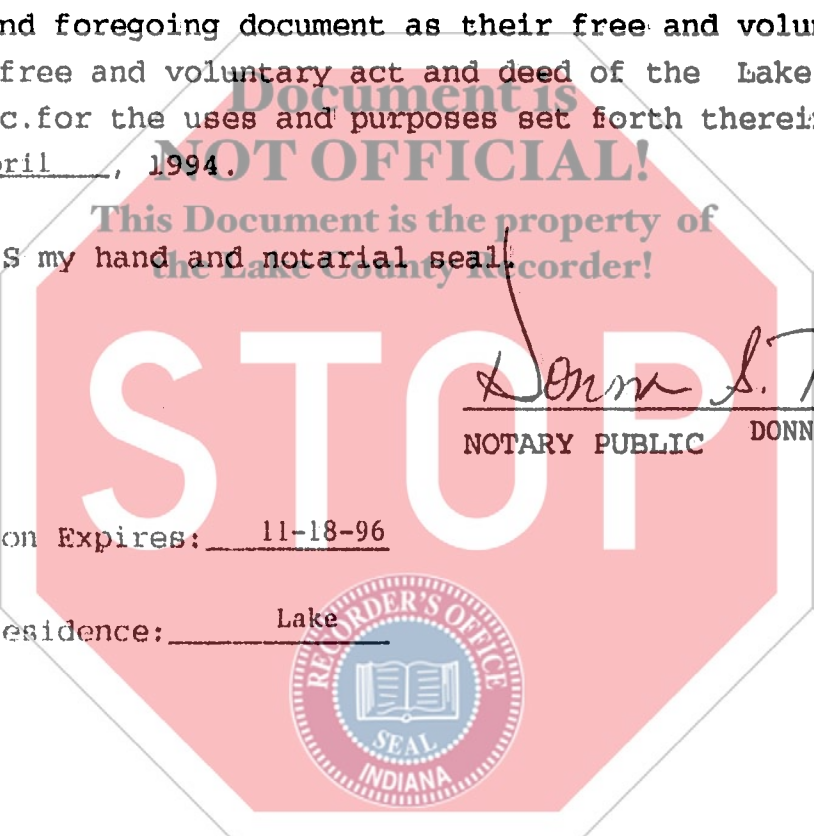 nd foregoing document as their free and volu
free and voluntary act and deed of the Lake
c.for the uses and purposes set forth therei
pril, 1994.
S my hand and notarial seal.
Document is
NOT OFFICIAL!
This Document is the property of
the Lake County Recorder!
STOP
Donna S.
NOTARY PUBLIC DONN
on Expires: 11-18-96
esidence: Lake
RECORDER'S OFFICE
SEAL
INDIANA